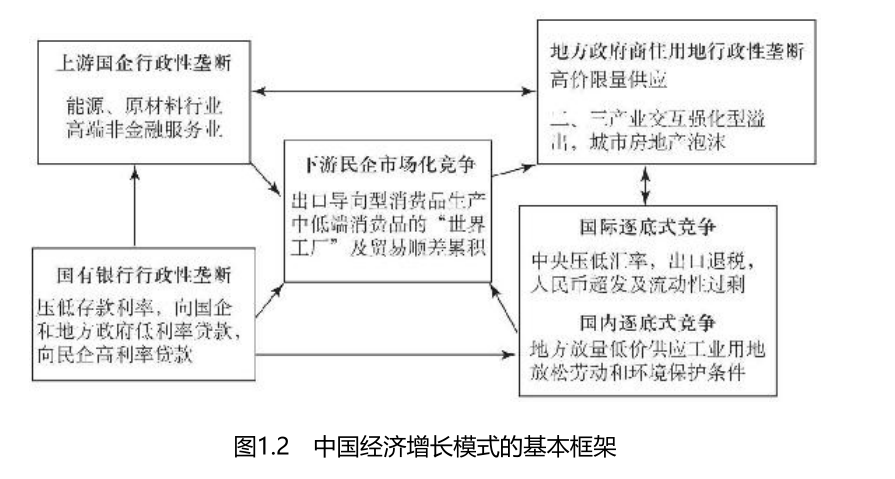 上游国企行政性垄断
能源、原材料行业
高端非金融服务业
地方政府商住用地行政性垄断
高价限量供应
二、三产业交互强化型溢
出，城市房地产泡沫
下游民企市场化竞争
出口导向型消费品生产
中低端消费品的“世界
工厂”及贸易顺差累积
国有银行行政性垄断
压低存款利率，向国企
和地方政府低利率贷款，
向民企高利率贷款
国际逐底式竞争
中央压低汇率，出口退税，
人民币超发及流动性过剩
国内逐底式竞争
地方放量低价供应工业用地
放松劳动和环境保护条件
图1.2 中国经济增长模式的基本框架